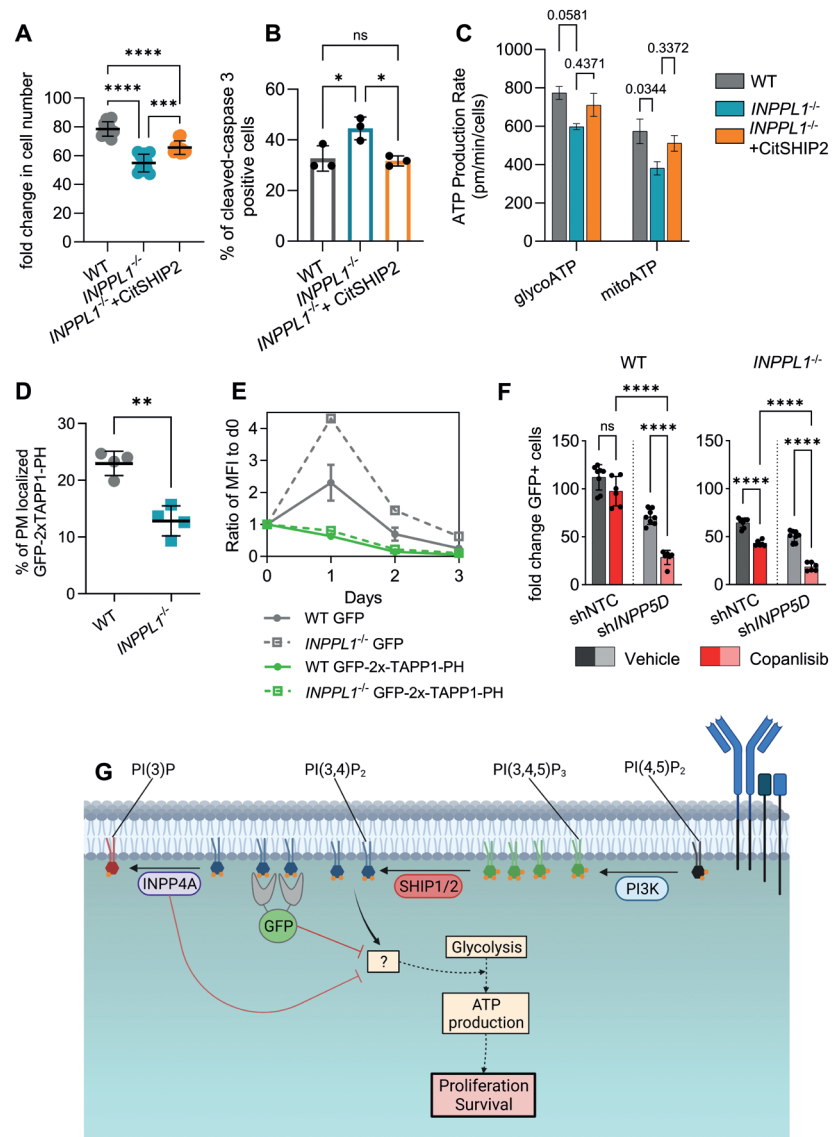 A
****
****
***
fold change in cell number
100
80
60
40
20
0
WT
INPPL1-/-
INPPL1-/-+CitSHIP2
B
ns
*
*
% of cleaved-caspase 3
positive cells
60
40
20
0
WT
INPPL1-/-
INPPL1-/-+ CitSHIP2
C
ATP Production Rate
(pm/min/cells)
1000
800
600
400
200
0
0.0581
0.4371
0.3372
0.0344
glycoATP
mitoATP
WT
INPPL1-/-
INPPL1-/-
+CitSHIP2
D
**
% of PM localized
GFP-2xTAPP1-PH
30
20
10
0
WT
INPPL1-/-
E
Ratio of MFI to d0
4
3
2
1
0
0
1
2
3
Days
WT GFP
INPPL1-/- GFP
WT GFP-2x-TAPP1-PH
INPPL1-/- GFP-2x-TAPP1-PH
F
WT
INPPL1-/-
fold change GFP+ cells
150
100
50
0
ns
****
****
shNTC
shINPP5D
150
100
50
0
****
****
****
shNTC
shINPP5D
Vehicle
Copanlisib
G
PI(3)P
PI(3,4)P2
PI(3,4,5)P3
PI(4,5)P2
INPP4A
SHIP1/2
PI3K
GFP
?
Glycolysis
ATP
production
Proliferation
Survival